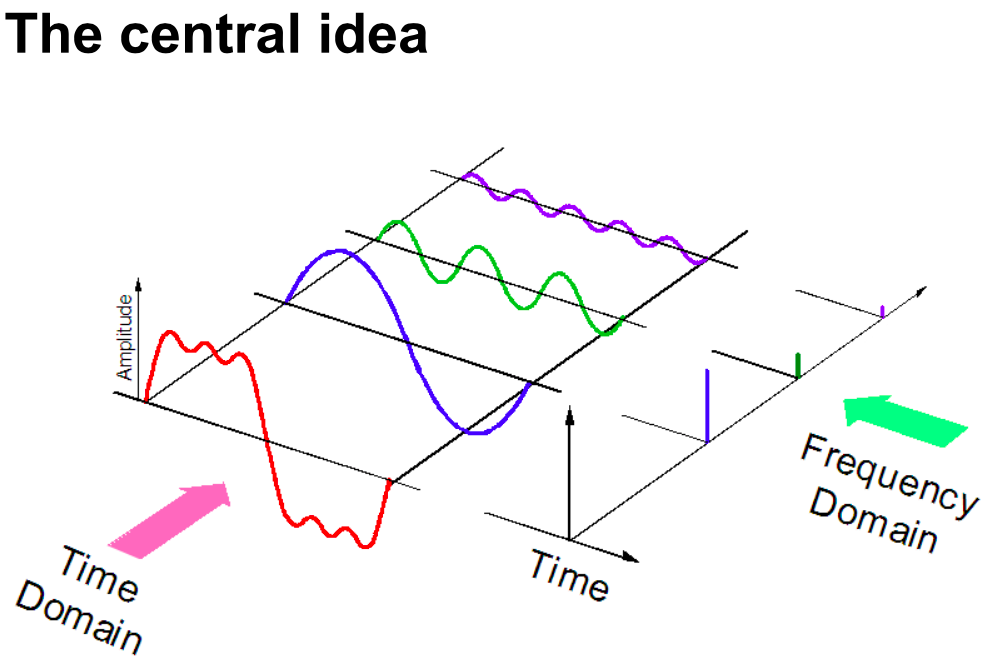 The central idea
Amplitude
Time
Domain
Time
Frequency
Domain